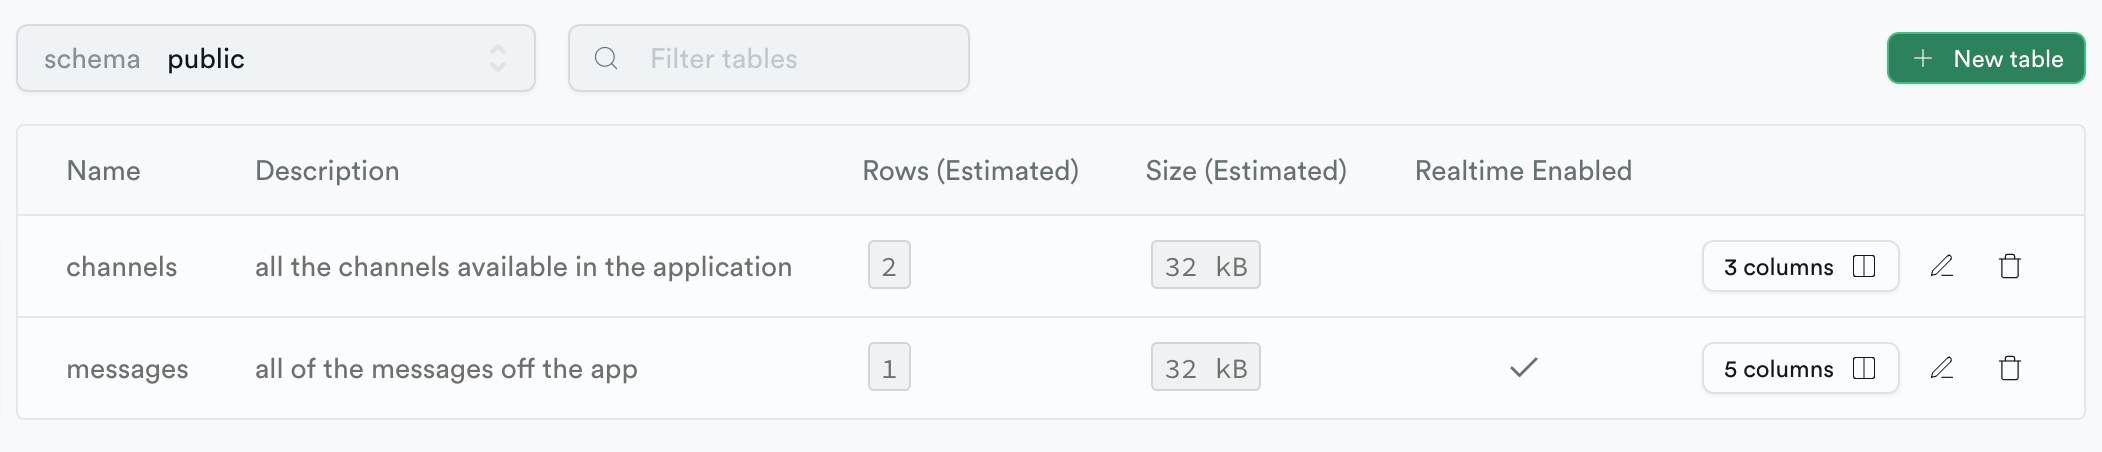 schema public Filter tables New table
Name Description Rows (Estimated) Size (Estimated) Realtime Enabled
channels all the channels available in the application 2 32 kB 3 columns
messages all of the messages off the app 1 32 kB 5 columns